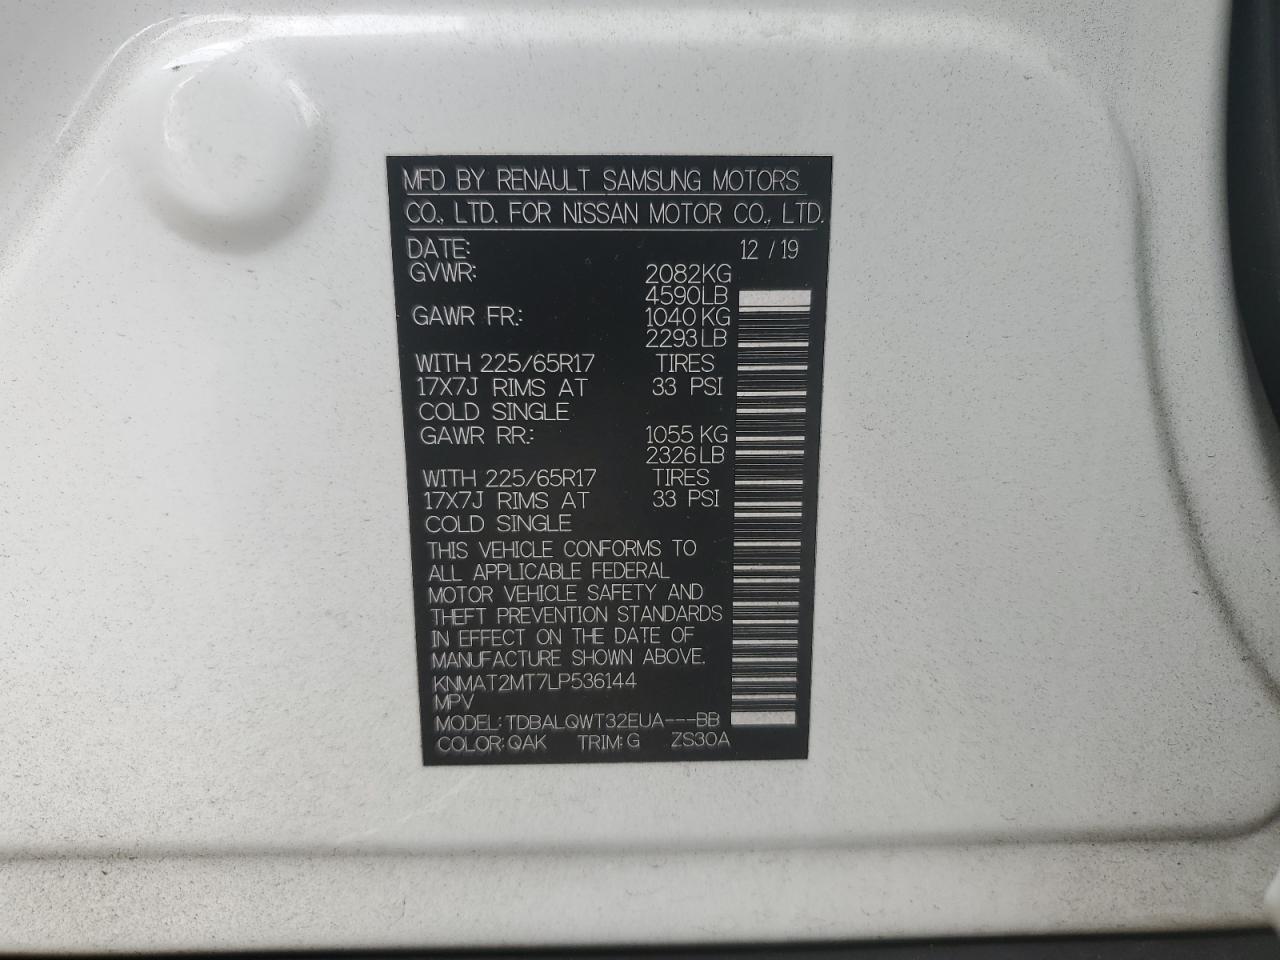 MFD BY RENAULT SAMSUNG MOTORS
CO., LTD. FOR NISSAN MOTOR CO., LTD.
DATE: 12 / 19
GVWR: 2082KG
4590LB
GAWR FR.: 1040 KG
2293 LB
WITH 225/65R17 TIRES
17X7J RIMS AT 33 PSI
COLD SINGLE
GAWR RR.: 1055 KG
2326 LB
WITH 225/65R17 TIRES
17X7J RIMS AT 33 PSI
COLD SINGLE
THIS VEHICLE CONFORMS TO
ALL APPLICABLE FEDERAL
MOTOR VEHICLE SAFETY AND
THEFT PREVENTION STANDARDS
IN EFFECT ON THE DATE OF
MANUFACTURE SHOWN ABOVE.
KNMAT2MT7LP536144
MPV
MODEL: TDBALQWT32EUA---BB
COLOR: QAK TRIM: G ZS30A